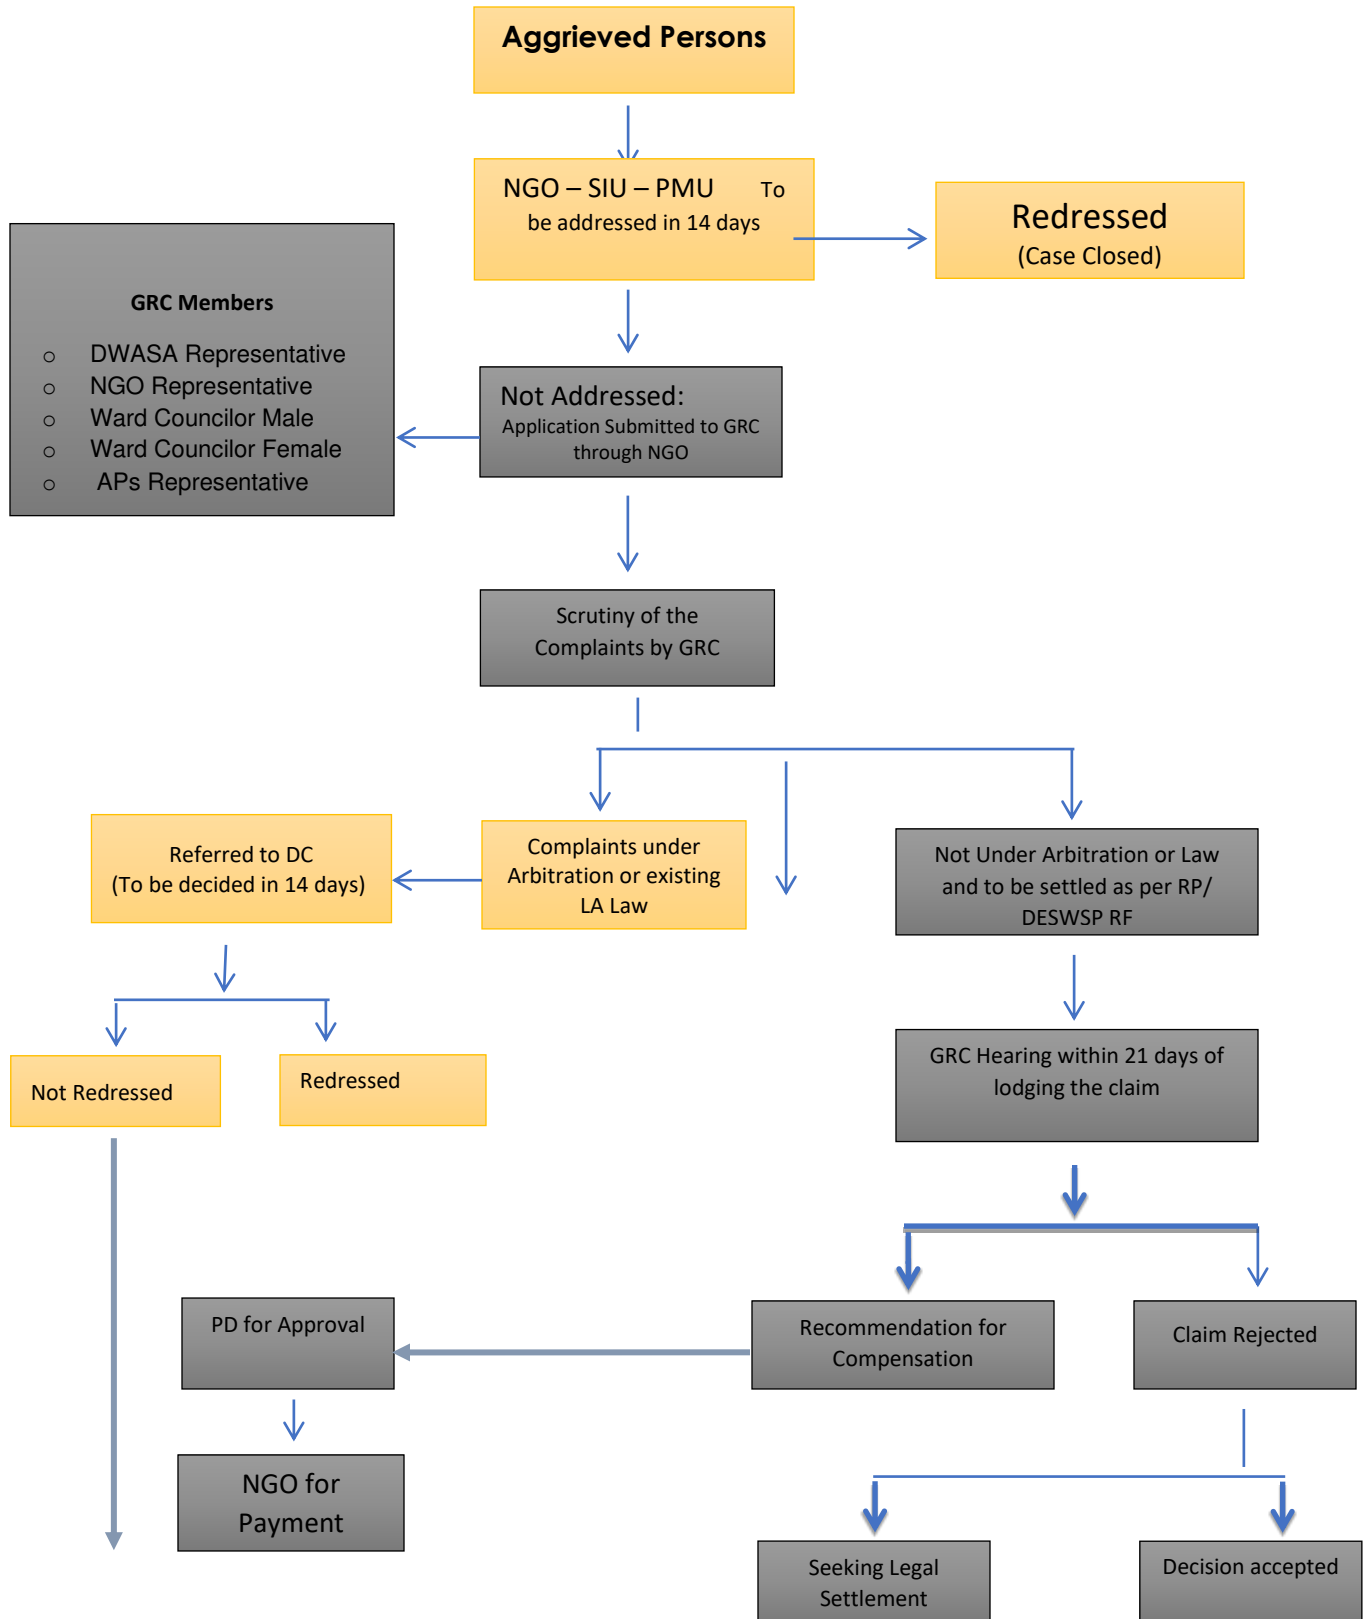 Aggrieved Persons
NGO – SIU – PMU To
be addressed in 14 days
Redressed
(Case Closed)
GRC Members
o DWASA Representative
o NGO Representative
o Ward Councilor Male
o Ward Councilor Female
o APs Representative
Not Addressed:
Application Submitted to GRC
through NGO
Scrutiny of the
Complaints by GRC
Referred to DC
(To be decided in 14 days)
Complaints under
Arbitration or existing
LA Law
Not Under Arbitration or Law
and to be settled as per RP/
DESWSP RF
Not Redressed
Redressed
GRC Hearing within 21 days of
lodging the claim
PD for Approval
Recommendation for
Compensation
Claim Rejected
NGO for
Payment
Seeking Legal
Settlement
Decision accepted